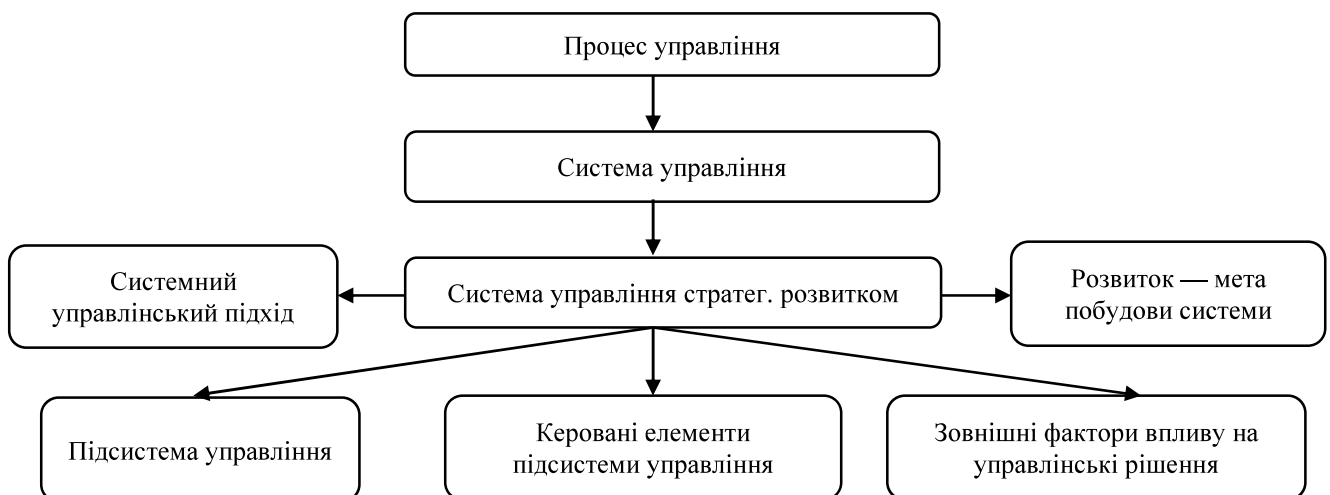 Процес управління
Система управління
Системний
управлінський підхід
Система управління стратег. розвитком
Розвиток — мета
побудови системи
Підсистема управління
Керовані елементи
підсистеми управління
Зовнішні фактори впливу на
управлінські рішення